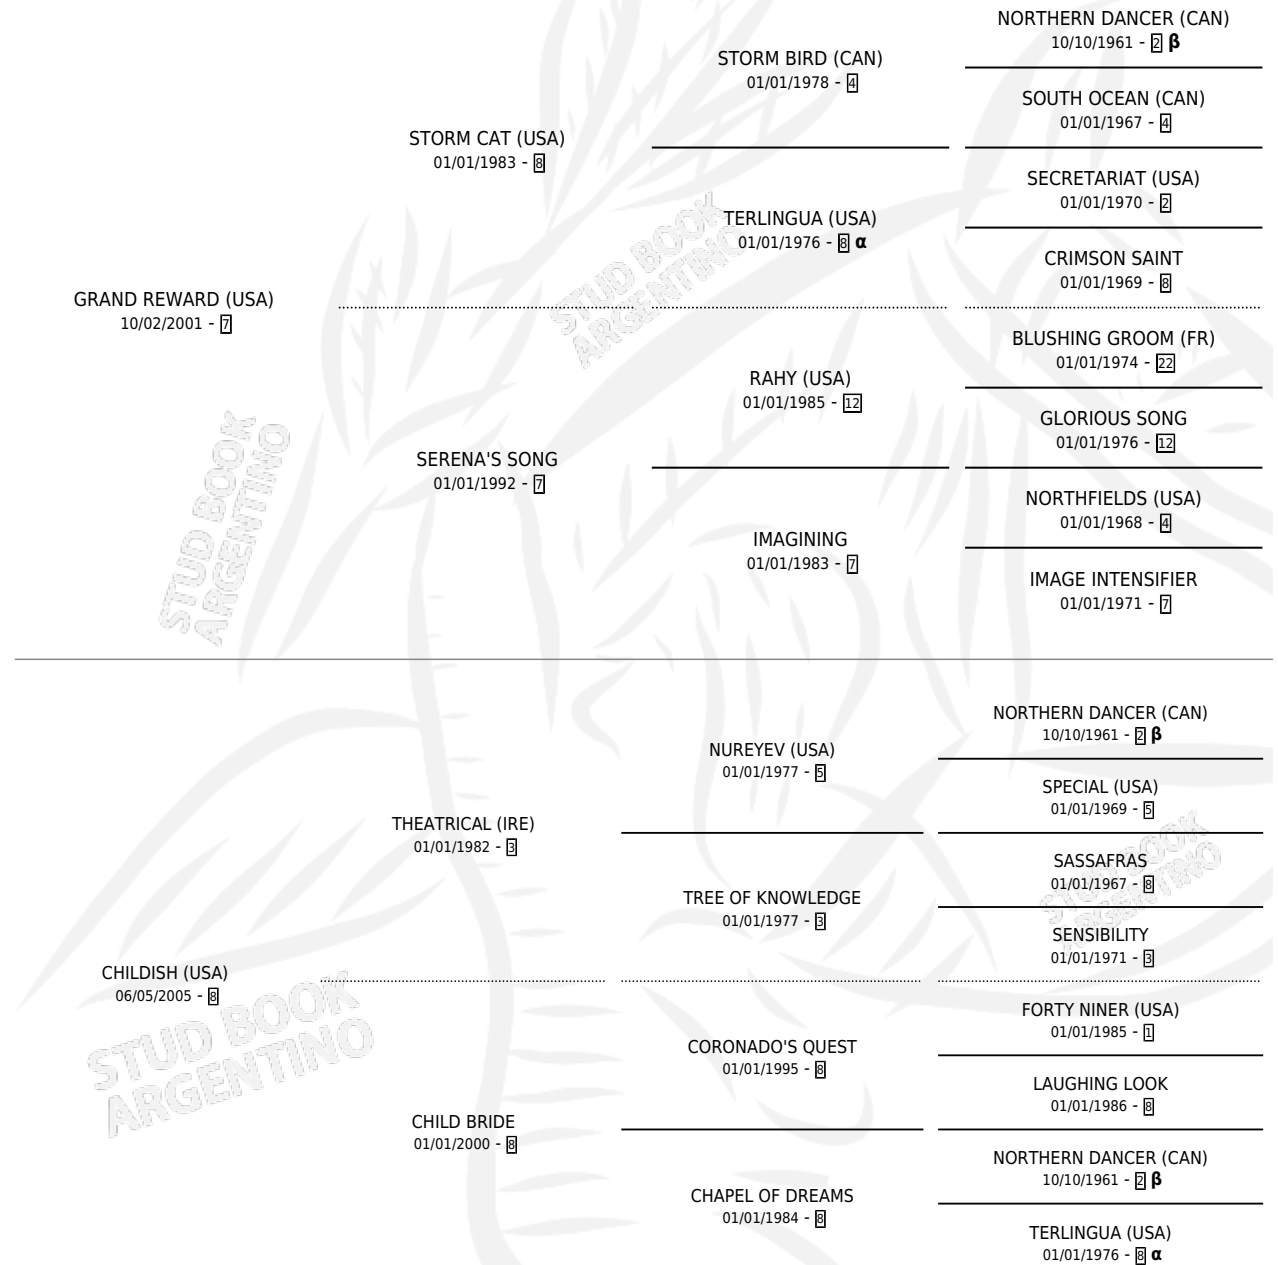 NORTHERN DANCER (CAN)
10/10/1961 - 2 β
STORM BIRD (CAN)
01/01/1978 - 4
SOUTH OCEAN (CAN)
01/01/1967 - 4
STORM CAT (USA)
01/01/1983 - 8
SECRETARIAT (USA)
01/01/1970 - 2
TERLINGUA (USA)
01/01/1976 - 8 α
CRIMSON SAINT
01/01/1969 - 8
GRAND REWARD (USA)
10/02/2001 - 7
BLUSHING GROOM (FR)
01/01/1974 - 22
RAHY (USA)
01/01/1985 - 12
GLORIOUS SONG
01/01/1976 - 12
SERENA'S SONG
01/01/1992 - 7
NORTHFIELDS (USA)
01/01/1968 - 4
IMAGINING
01/01/1983 - 7
IMAGE INTENSIFIER
01/01/1971 - 7
NORTHERN DANCER (CAN)
10/10/1961 - 2 β
NUREYEV (USA)
01/01/1977 - 5
SPECIAL (USA)
01/01/1969 - 5
THEATRICAL (IRE)
01/01/1982 - 3
SASSAFRAS
01/01/1967 - 8
TREE OF KNOWLEDGE
01/01/1977 - 3
SENSIBILITY
01/01/1971 - 3
CHILDISH (USA)
06/05/2005 - 8
FORTY NINER (USA)
01/01/1985 - 1
CORONADO'S QUEST
01/01/1995 - 8
LAUGHING LOOK
01/01/1986 - 8
CHILD BRIDE
01/01/2000 - 8
NORTHERN DANCER (CAN)
10/10/1961 - 2 β
CHAPEL OF DREAMS
01/01/1984 - 8
TERLINGUA (USA)
01/01/1976 - 8 α
STUD BOOK
ARGENTINO
STUD BOOK
ARGENTINO
STUD BOOK
ARGENTINO
STUD BOOK
ARGENTINO